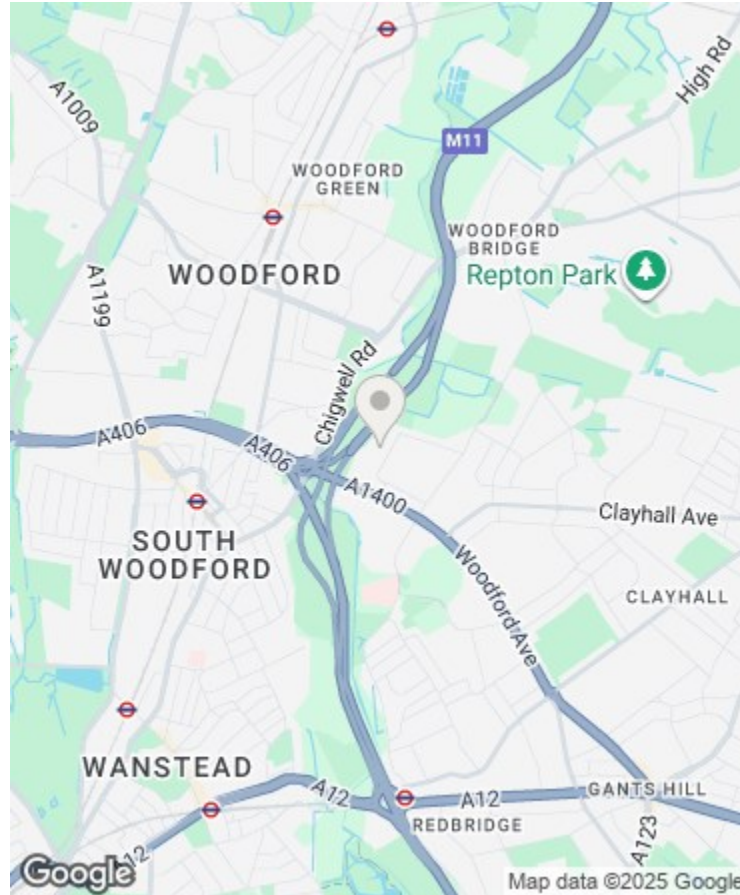 A1009
High Rd
M11
WOODFORD
GREEN
WOODFORD
BRIDGE
WOODFORD
Repton Park
A1199
Chigwell Rd
A406
A406
A1400
Clayhall Ave
SOUTH
WOODFORD
Woodford Ave
CLAYHALL
WANSTEAD
A12
A12
GANTS HILL
REDBRIDGE
A123
A12
Google
Map data ©2025 Google